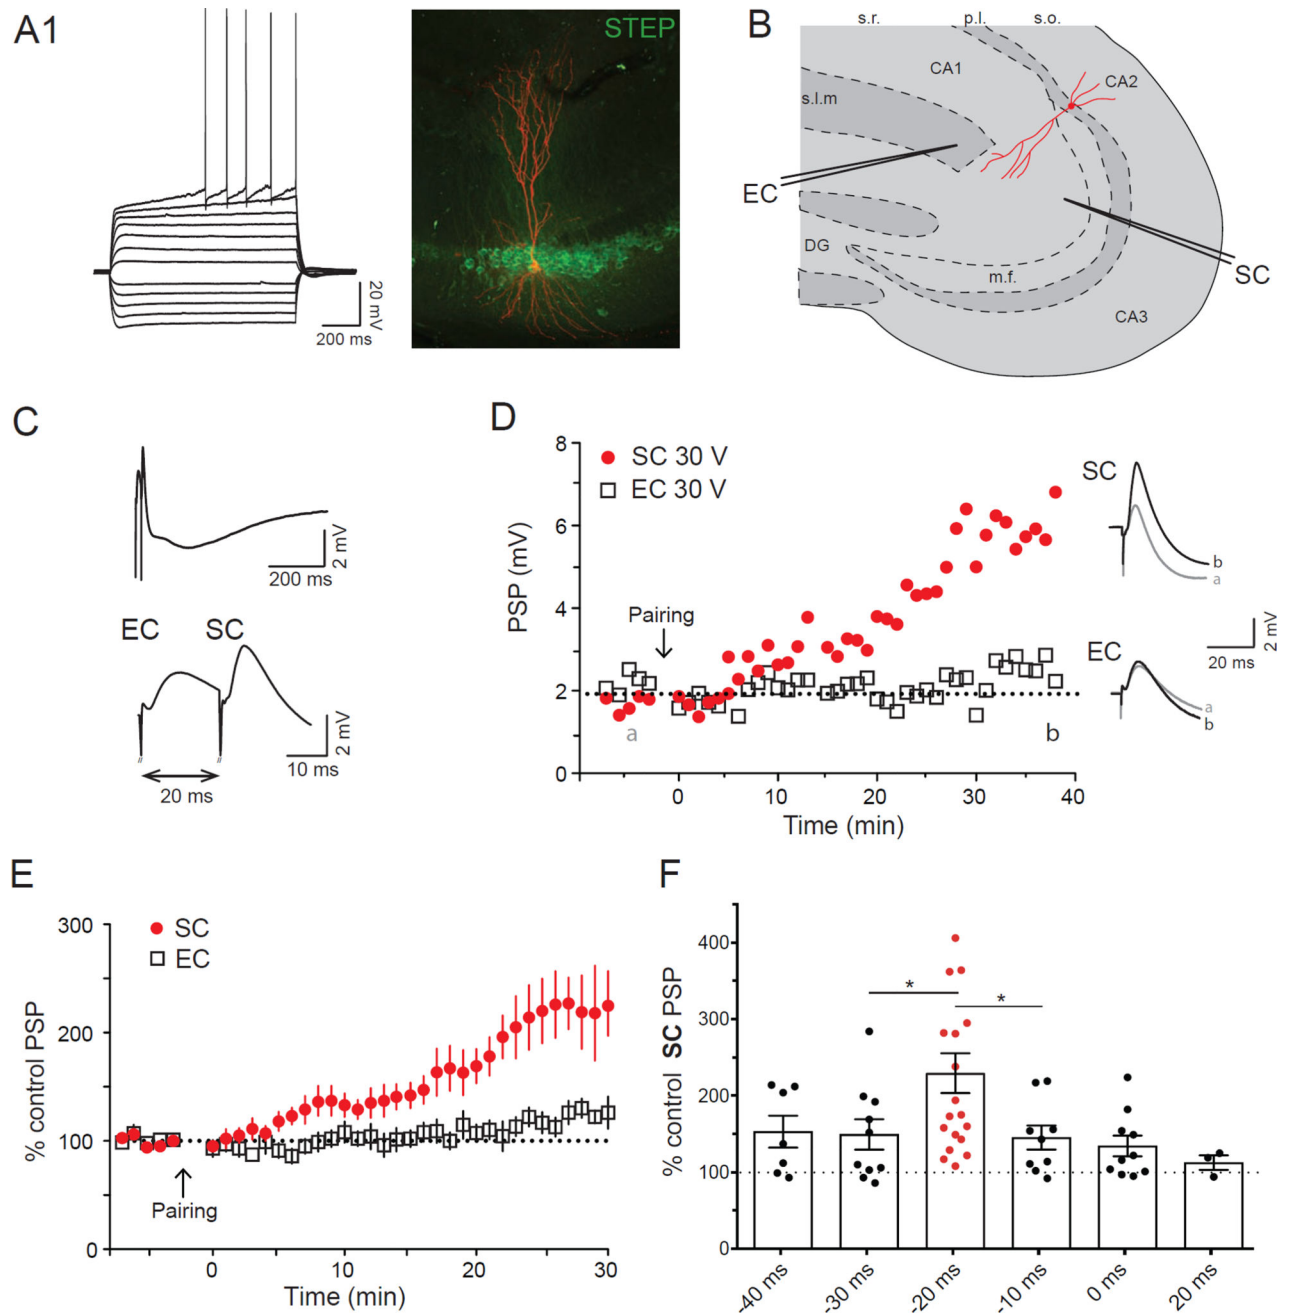 A1
STEP
20 mV
200 ms
B
s.r.
p.l.
s.o.
CA1
CA2
s.l.m
EC
DG
m.f.
SC
CA3
C
2 mV
200 ms
EC
SC
2 mV
10 ms
20 ms
D
SC 30 V
EC 30 V
PSP (mV)
8
6
4
2
0
Pairing
a
b
0
10
20
30
40
Time (min)
SC
b
a
2 mV
20 ms
EC
a
b
E
SC
EC
% control PSP
300
200
100
0
Pairing
0
10
20
30
Time (min)
F
% control SC PSP
400
300
200
100
0
*
*
-40 ms
-30 ms
-20 ms
-10 ms
0 ms
20 ms